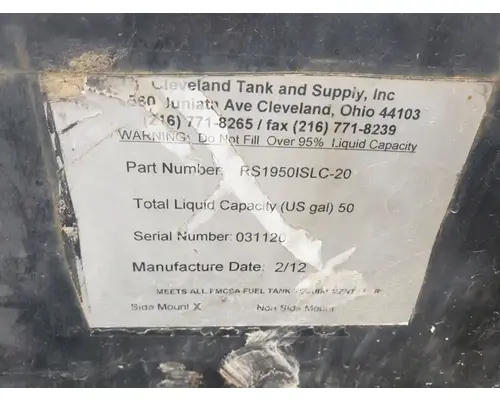 Cleveland Tank and Supply, Inc
Juniata Ave Cleveland, Ohio 44103
(216) 771-8265 / fax (216) 771-8239
WARNING: Do Not Fill Over 95% Liquid Capacity
Part Number: RS1950ISLC-20
Total Liquid Capacity (US gal) 50
Serial Number: 031120
Manufacture Date: 2/12
MEETS ALL FMCSA FUEL TANK
Side Mount X Non Side Mount